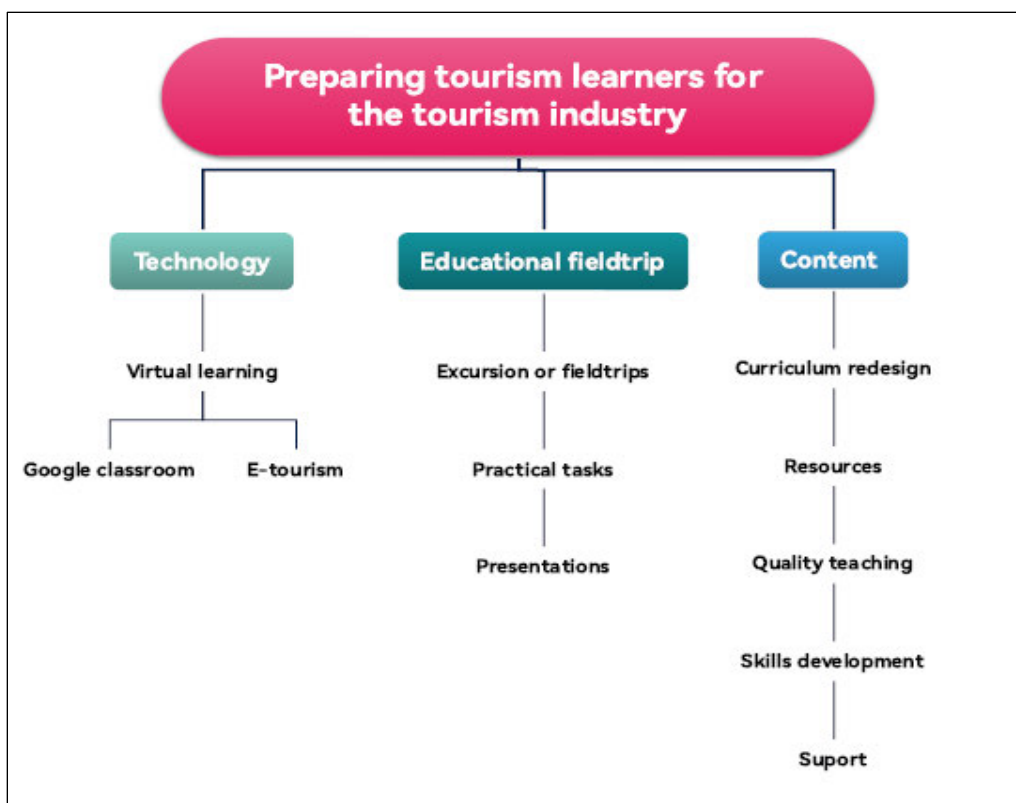 Preparing tourism learners for
the tourism industry
Technology
Educational fieldtrip
Content
Virtual learning
Excursion or fieldtrips
Curriculum redesign
Google classroom
E-tourism
Practical tasks
Resources
Presentations
Quality teaching
Skills development
Suport